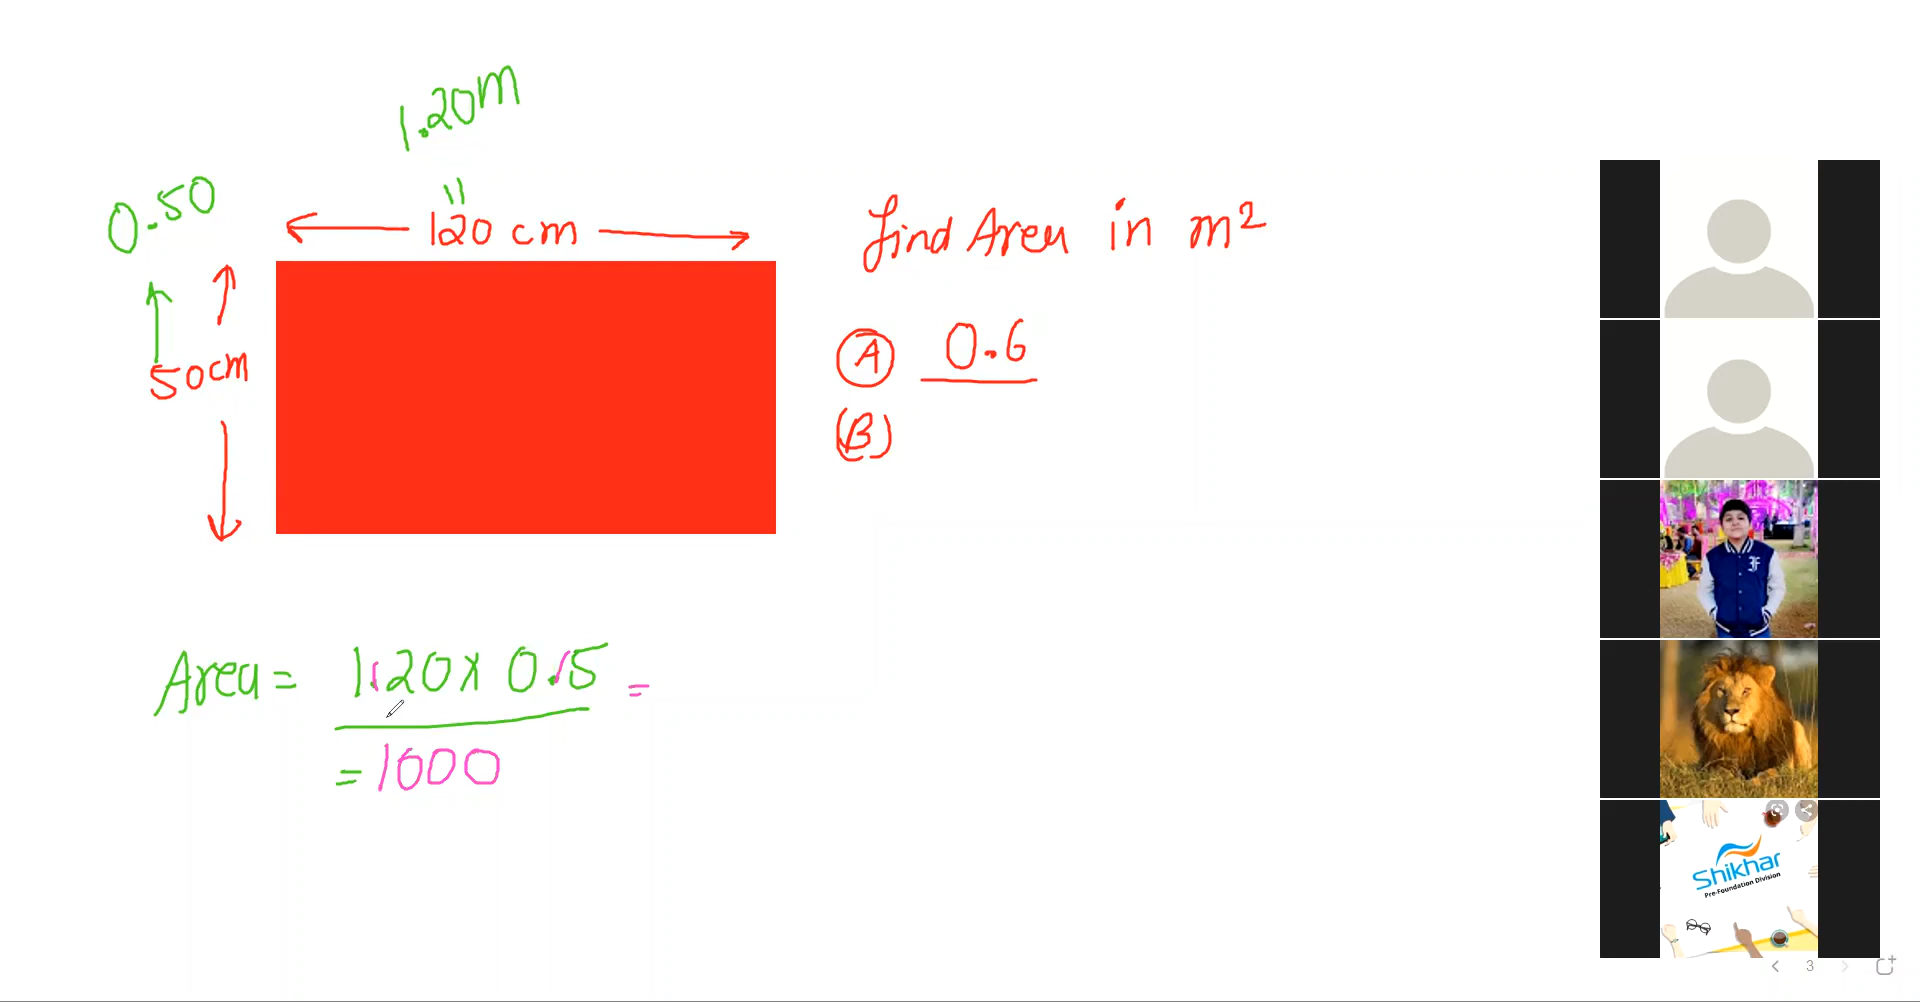 1.20m
0.50
120 cm
find Area in m²
50cm
A 0.6
(B)
Area = 1.20 x 0.5 =
= 1000
Shikhar
Pre-Foundation Division
F
3